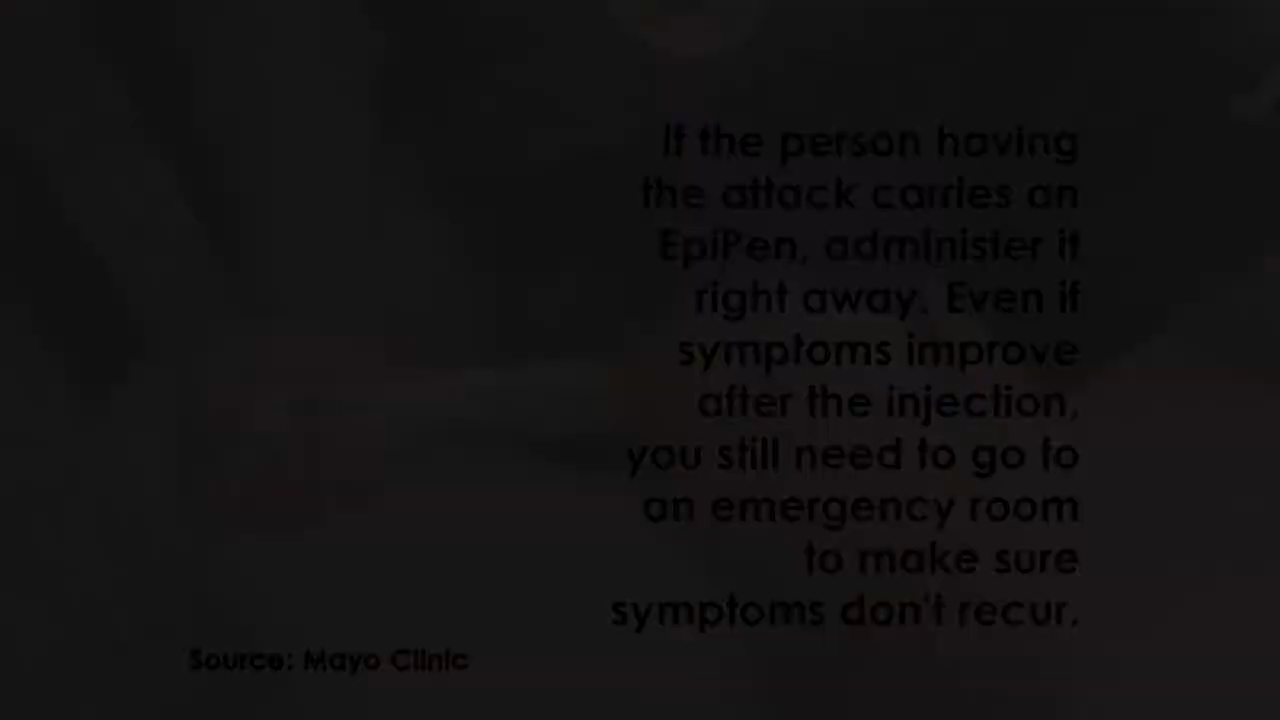 If the person having
the attack carries an
EpiPen, administer it
right away. Even if
symptoms improve
after the injection,
you still need to go to
an emergency room
to make sure
symptoms don't recur.
Source: Mayo Clinic